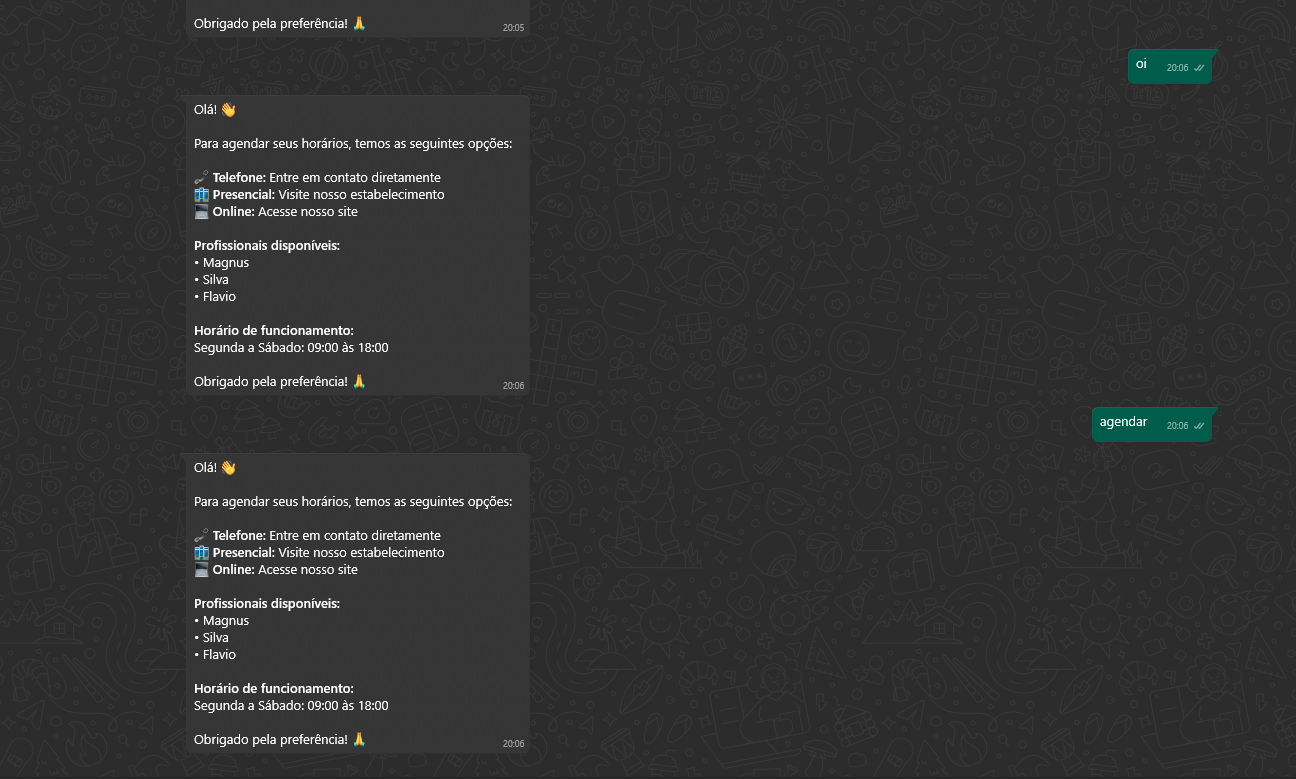 Obrigado pela preferência! 🙏
20:05
oi
20:06
Olá! 👋
Para agendar seus horários, temos as seguintes opções:
Telefone: Entre em contato diretamente
Presencial: Visite nosso estabelecimento
Online: Acesse nosso site
Profissionais disponíveis:
• Magnus
• Silva
• Flavio
Horário de funcionamento:
Segunda a Sábado: 09:00 às 18:00
Obrigado pela preferência! 🙏
20:06
agendar
20:06
Olá! 👋
Para agendar seus horários, temos as seguintes opções:
Telefone: Entre em contato diretamente
Presencial: Visite nosso estabelecimento
Online: Acesse nosso site
Profissionais disponíveis:
• Magnus
• Silva
• Flavio
Horário de funcionamento:
Segunda a Sábado: 09:00 às 18:00
Obrigado pela preferência! 🙏
20:06